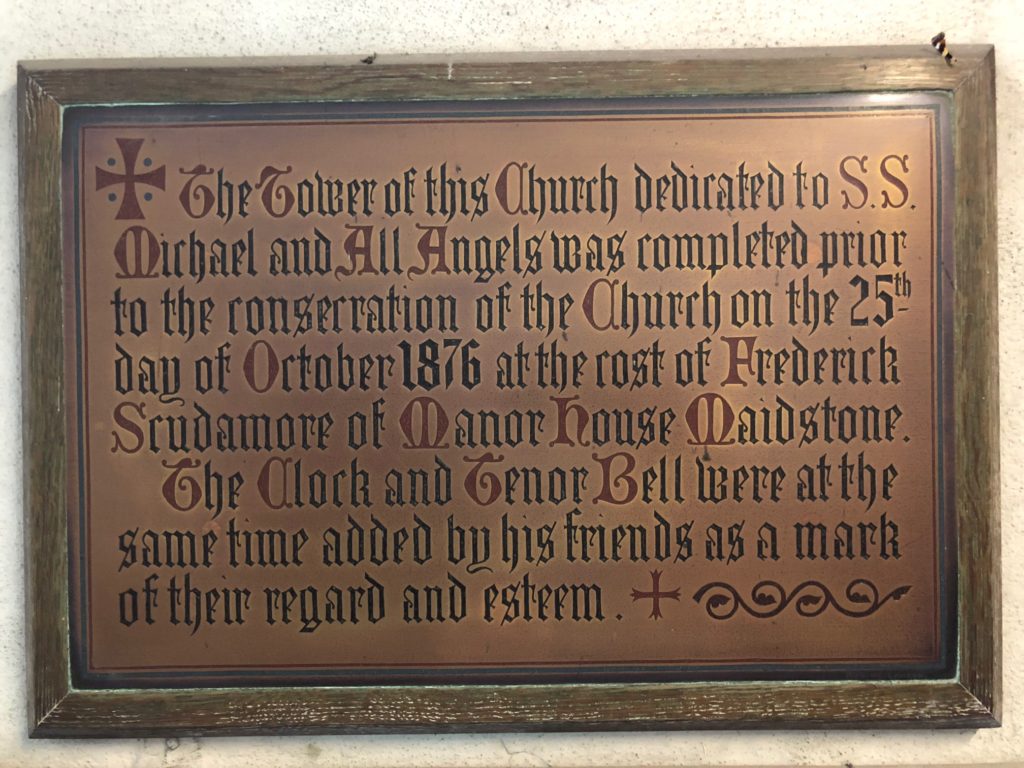 The Tower of this Church dedicated to S.S.
Michael and All Angels was completed prior
to the consecration of the Church on the 25th
day of October 1876 at the cost of Frederick
Scudamore of Manor House Maidstone.
The Clock and Tenor Bell were at the
same time added by his friends as a mark
of their regard and esteem.